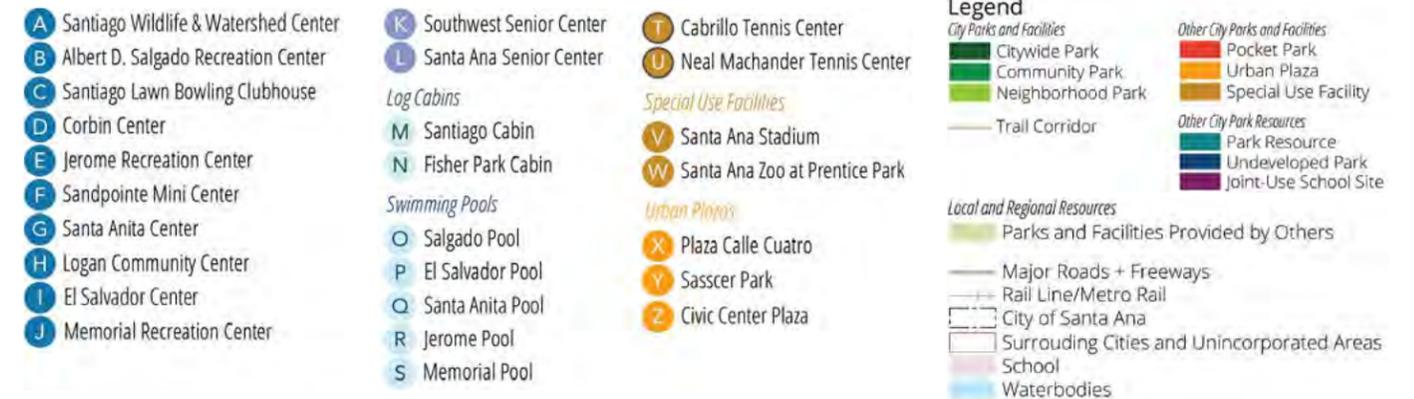 A Santiago Wildlife & Watershed Center
B Albert D. Salgado Recreation Center
C Santiago Lawn Bowling Clubhouse
D Corbin Center
E Jerome Recreation Center
F Sandpointe Mini Center
G Santa Anita Center
H Logan Community Center
I El Salvador Center
J Memorial Recreation Center
K Southwest Senior Center
L Santa Ana Senior Center
Log Cabins
M Santiago Cabin
N Fisher Park Cabin
Swimming Pools
O Salgado Pool
P El Salvador Pool
Q Santa Anita Pool
R Jerome Pool
S Memorial Pool
T Cabrillo Tennis Center
U Neal Machander Tennis Center
Special Use Facilities
V Santa Ana Stadium
W Santa Ana Zoo at Prentice Park
Urban Plazas
X Plaza Calle Cuatro
Y Sasscer Park
Z Civic Center Plaza
Legend
City Parks and Facilities
Citywide Park
Community Park
Neighborhood Park
Trail Corridor
Other City Parks and Facilities
Pocket Park
Urban Plaza
Special Use Facility
Other City Park Resources
Park Resource
Undeveloped Park
Joint-Use School Site
Local and Regional Resources
Parks and Facilities Provided by Others
Major Roads + Freeways
Rail Line/Metro Rail
City of Santa Ana
Surrouding Cities and Unincorporated Areas
School
Waterbodies